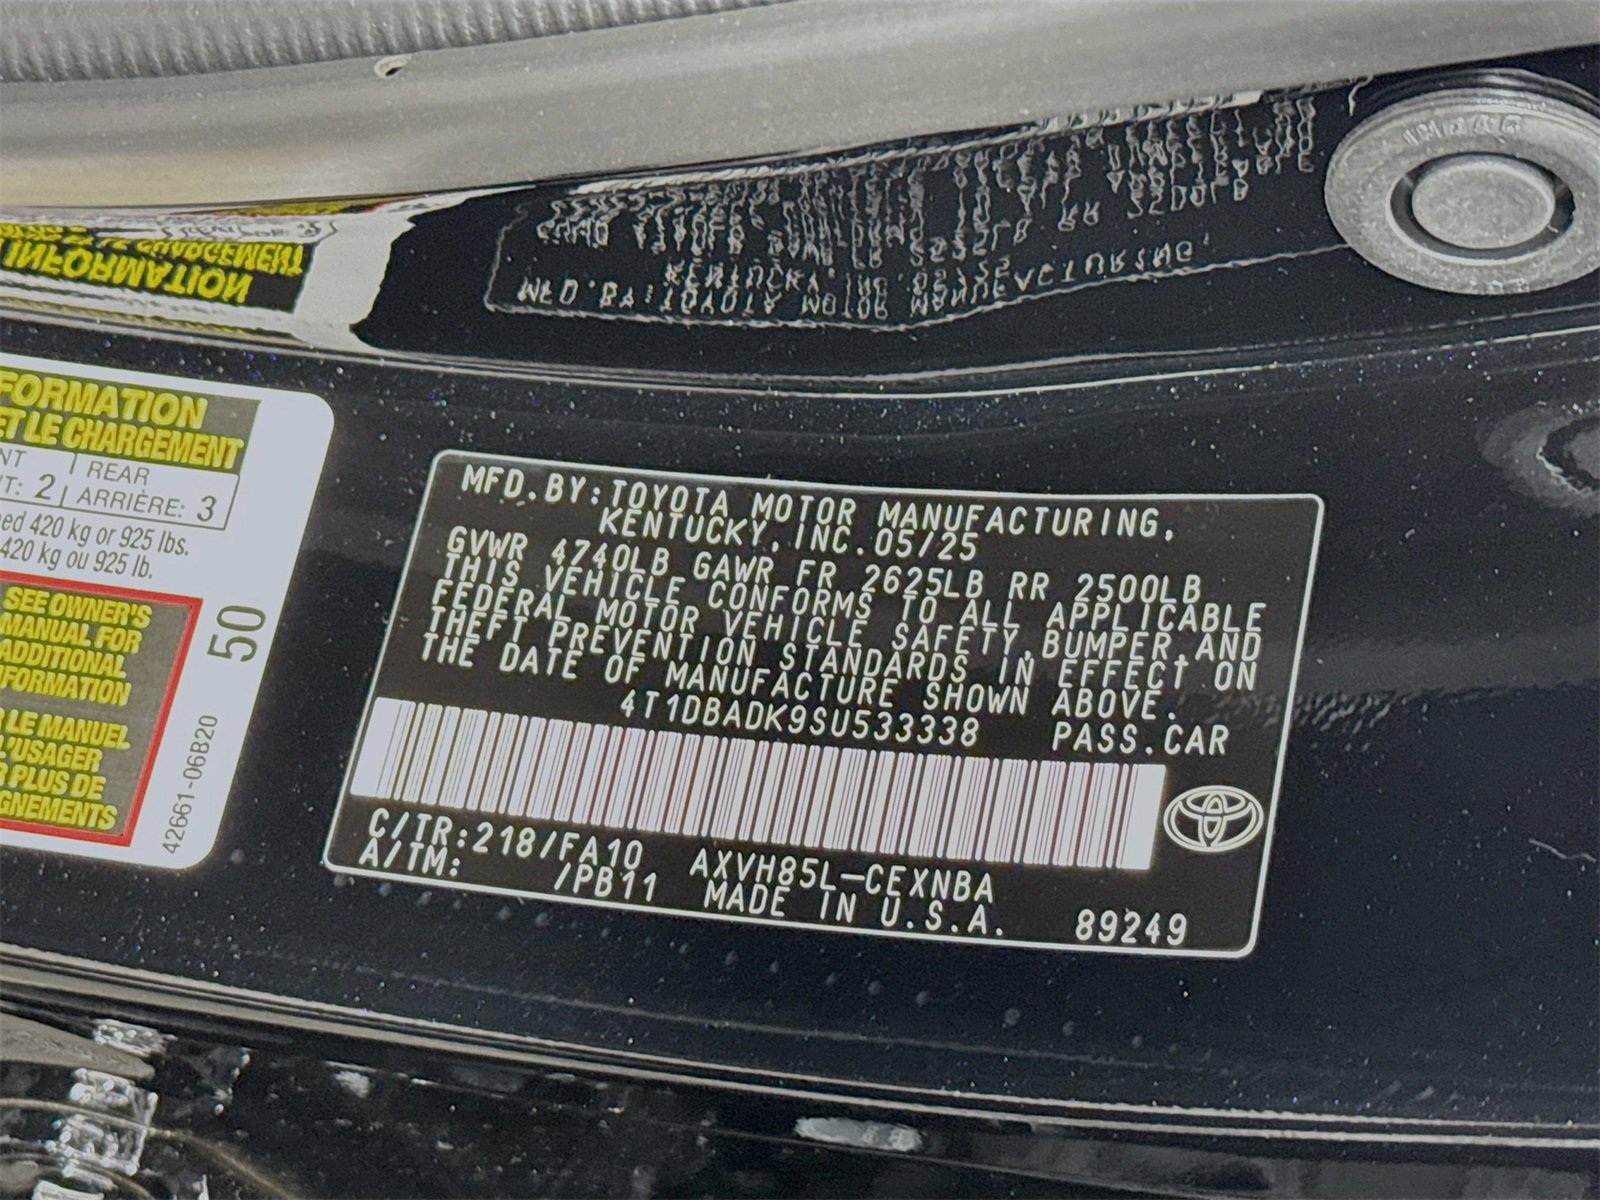 FORMATION
ET LE CHARGEMENT
NT | REAR
T: 2 | ARRIÈRE: 3
eed 420 kg or 925 lbs.
420 kg ou 925 lb.
SEE OWNER'S
MANUAL FOR
ADDITIONAL
NFORMATION
R LE MANUEL
D'USAGER
R PLUS DE
GNEMENTS
50
42661-06B20
MFD.BY:TOYOTA MOTOR MANUFACTURING,
KENTUCKY,INC.05/25
GVWR 4740LB GAWR FR 2625LB RR 2500LB
THIS VEHICLE CONFORMS TO ALL APPLICABLE
FEDERAL MOTOR VEHICLE SAFETY,BUMPER,AND
THEFT PREVENTION STANDARDS IN EFFECT ON
THE DATE OF MANUFACTURE SHOWN ABOVE.
4T1DBADK9SU533338 PASS.CAR
C/TR:218/FA10 AXVH85L-CEXNBA
A/TM: /PB11 MADE IN U.S.A. 89249